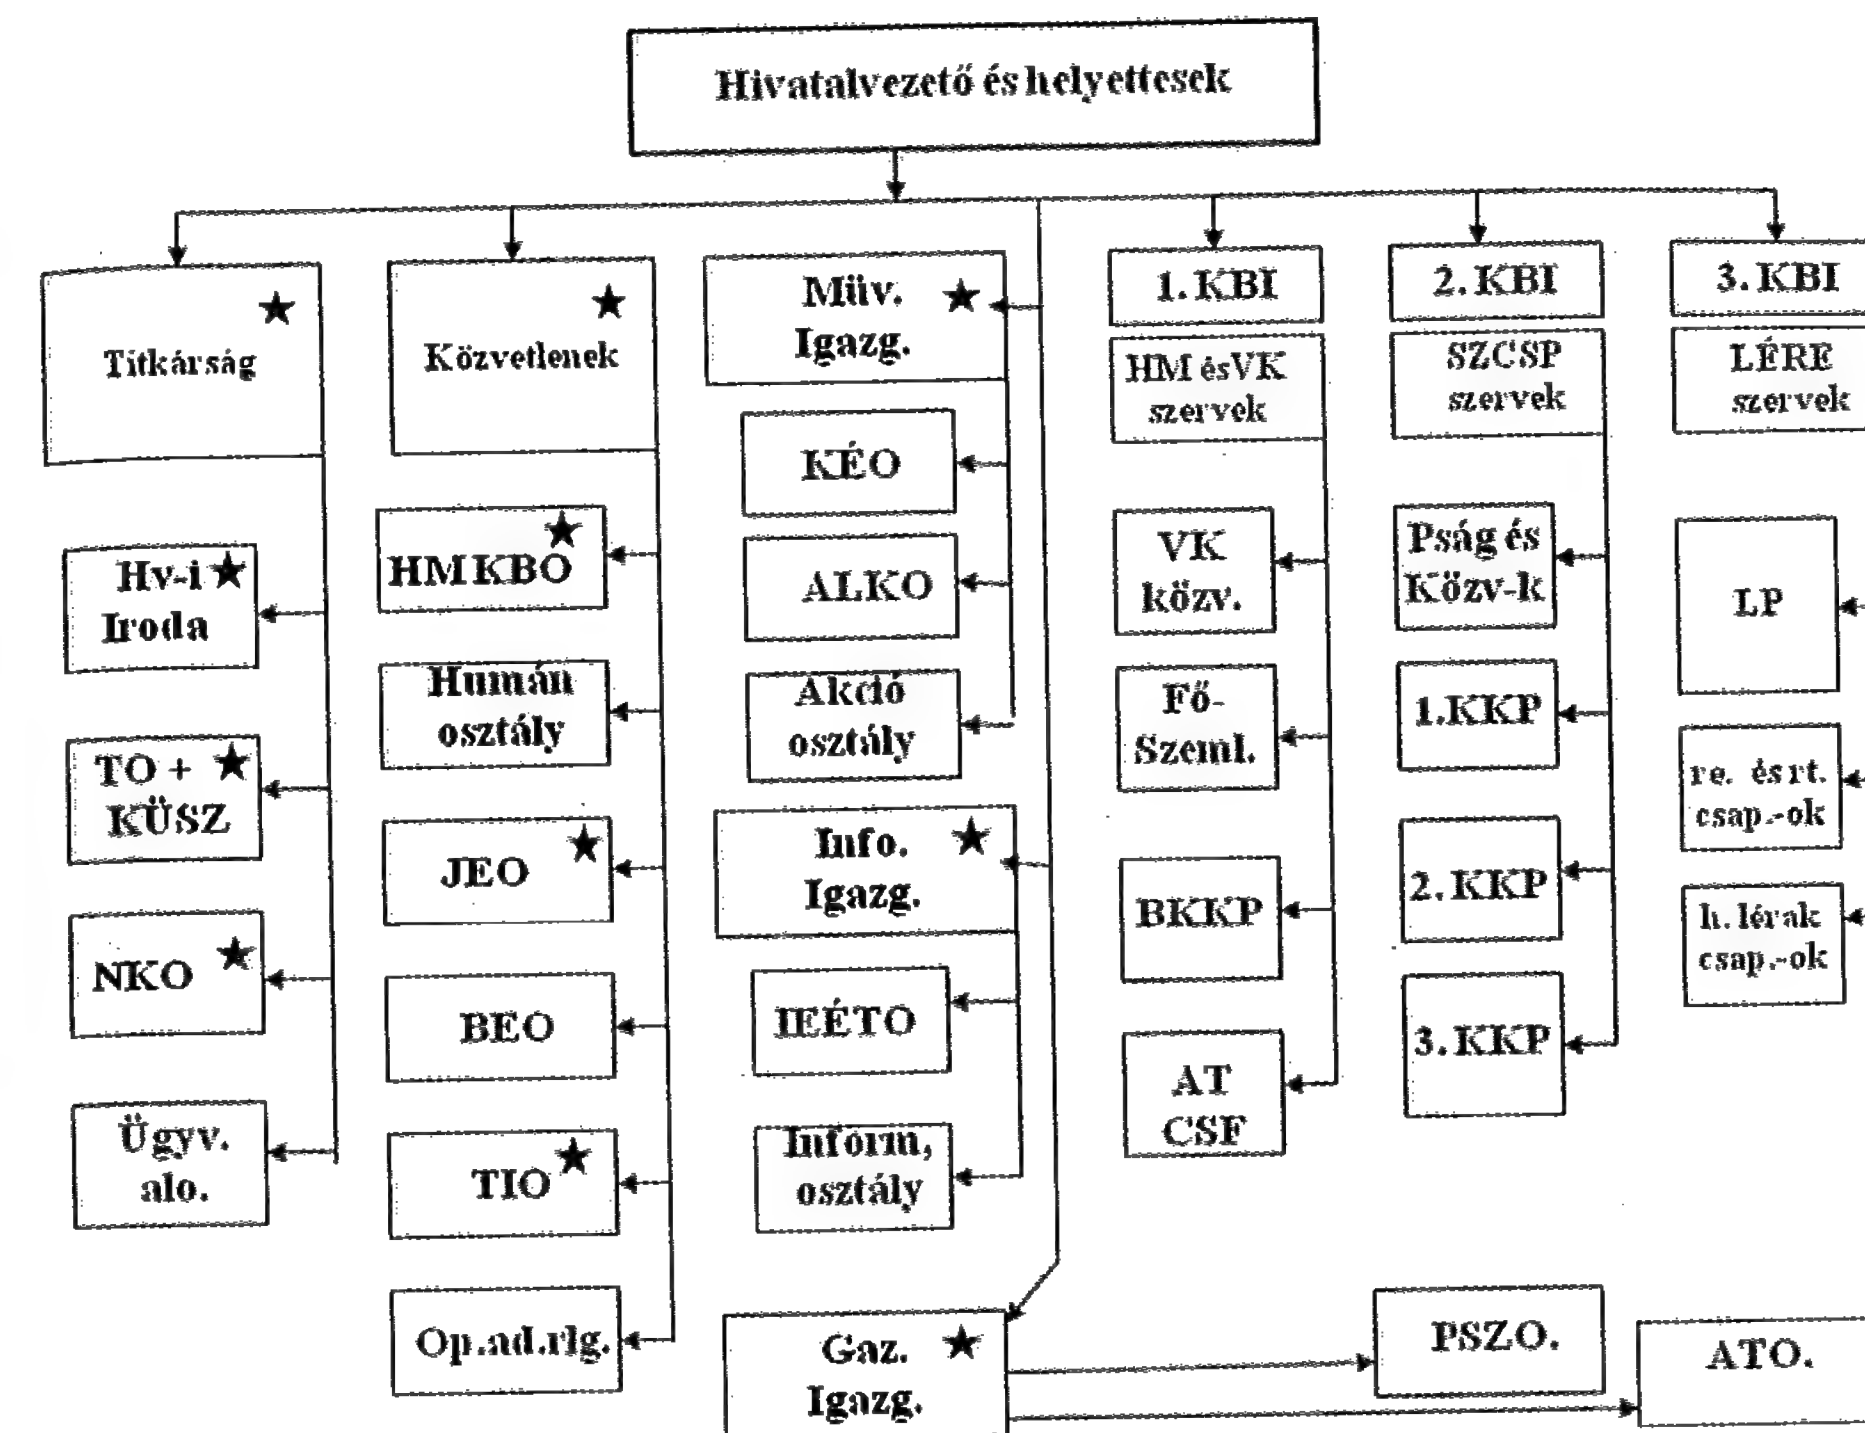 Hivatalvezető és helyettesek
Titkárság
Hv-i
Iroda
TO +
KÜSZ
NKO
Ügyv.
alo.
Közvetlenek
HM KBO
Humán
osztály
JEO
BEO
TIO
Op.ad.rlg.
Müv.
Igazg.
KÉO
ALKO
Akció
osztály
Info.
Igazg.
IEÉTO
Inform,
osztály
Gaz.
Igazg.
1. KBI
HM ésVK
szervek
VK
közv.
Fő-
Szeml.
BKKP
AT
CSF
2. KBI
SZCSP
szervek
Pság és
Közv-k
1.KKP
2. KKP
3. KKP
3. KBI
LÉRE
szervek
LP
re. és rt.
csap.-ok
h. lérak
csap.-ok
PSZO.
ATO.